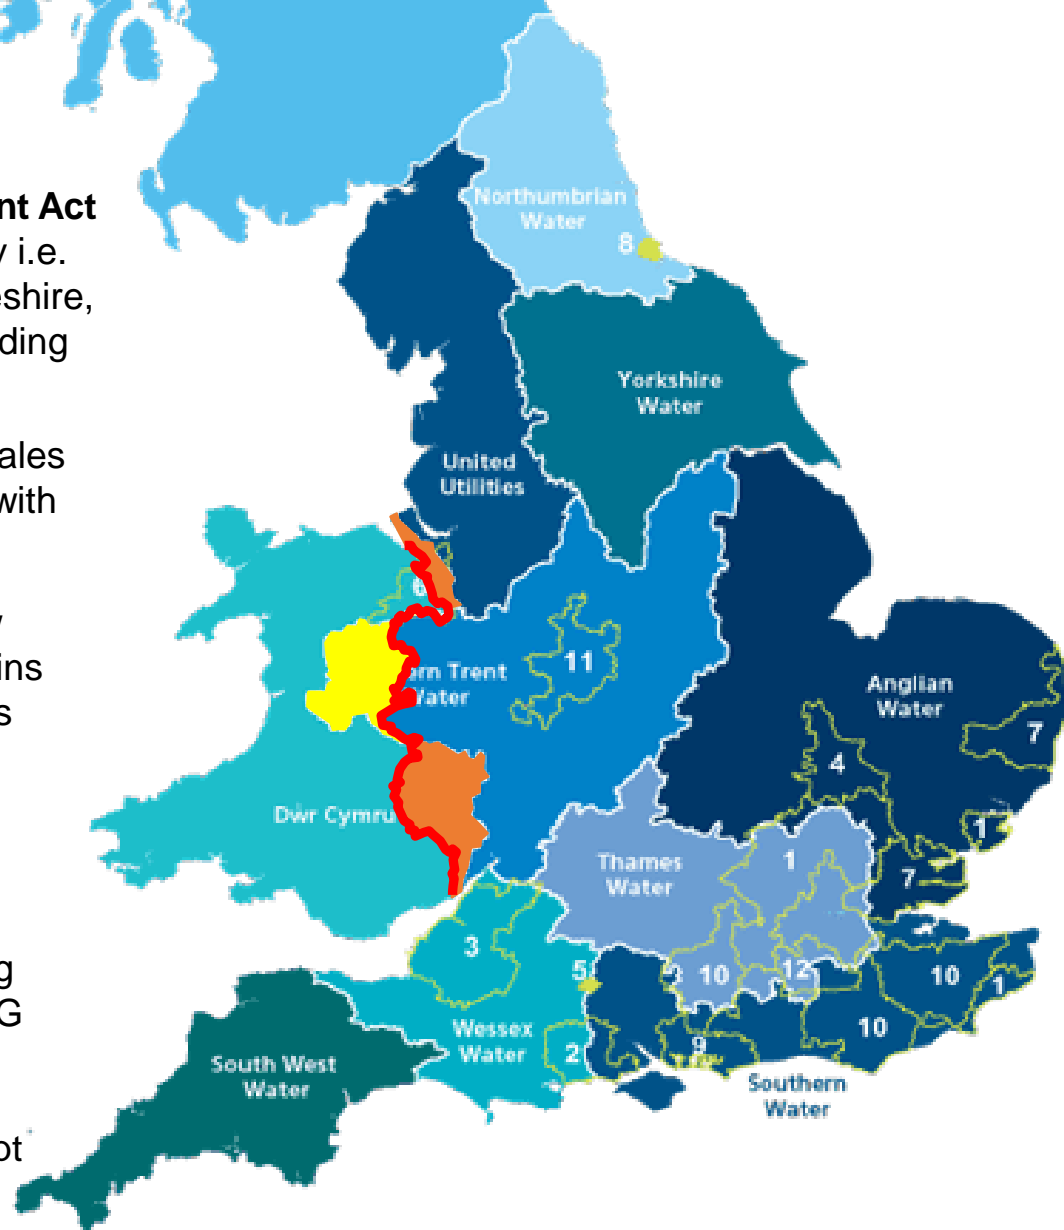 nt Act
y i.e.
eshire,
ding
ales
with
y
ins
s
g
G
ot
Northumbrian
Water
8
Yorkshire
Water
United
Utilities
6
orn Trent
Water
11
Anglian
Water
7
4
1
7
Dwr Cymru
Thames
Water
1
3
5
3
10
12
10
1
10
9
2
Wessex
Water
South West
Water
Southern
Water